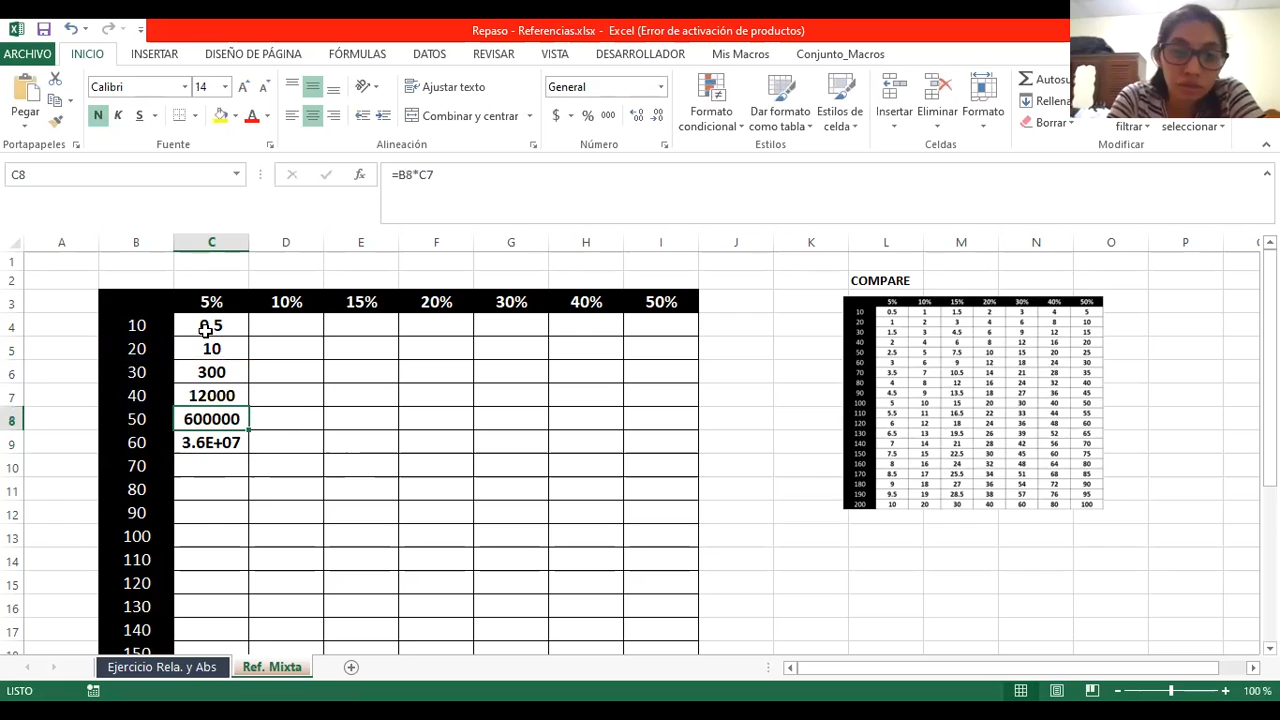 Repaso - Referencias.xlsx - Excel (Error de activación de productos)
ARCHIVO INICIO INSERTAR DISEÑO DE PÁGINA FÓRMULAS DATOS REVISAR VISTA DESARROLLADOR Mis Macros Conjunto_Macros
Calibri 14 Ajustar texto General
Pegar N K S A Combinar y centrar $ % 000 Formato condicional Dar formato como tabla Estilos de celda Insertar Eliminar Formato Autosu Rellena Borrar filtrar seleccionar
Portapapeles Fuente Alineación Número Estilos Celdas Modificar
C8 fx =B8*C7
A B C D E F G H I J K L M N O P
1
2 COMPARE
3 5% 10% 15% 20% 30% 40% 50%
4 10 0.5
5 20 10
6 30 300
7 40 12000
8 50 600000
9 60 3.6E+07
10 70
11 80
12 90
13 100
14 110
15 120
16 130
17 140
150
5% 10% 15% 20% 30% 40% 50%
10 0.5 1 1.5 2 3 4 5
20 1 2 3 4 6 8 10
30 1.5 3 4.5 6 9 12 15
40 2 4 6 8 12 16 20
50 2.5 5 7.5 10 15 20 25
60 3 6 9 12 18 24 30
70 3.5 7 10.5 14 21 28 35
80 4 8 12 16 24 32 40
90 4.5 9 13.5 18 27 36 45
100 5 10 15 20 30 40 50
110 5.5 11 16.5 22 33 44 55
120 6 12 18 24 36 48 60
130 6.5 13 19.5 26 39 52 65
140 7 14 21 28 42 56 70
150 7.5 15 22.5 30 45 60 75
160 8 16 24 32 48 64 80
170 8.5 17 25.5 34 51 68 85
180 9 18 27 36 54 72 90
190 9.5 19 28.5 38 57 76 95
200 10 20 30 40 60 80 100
Ejercicio Rela. y Abs Ref. Mixta
LISTO 100 %